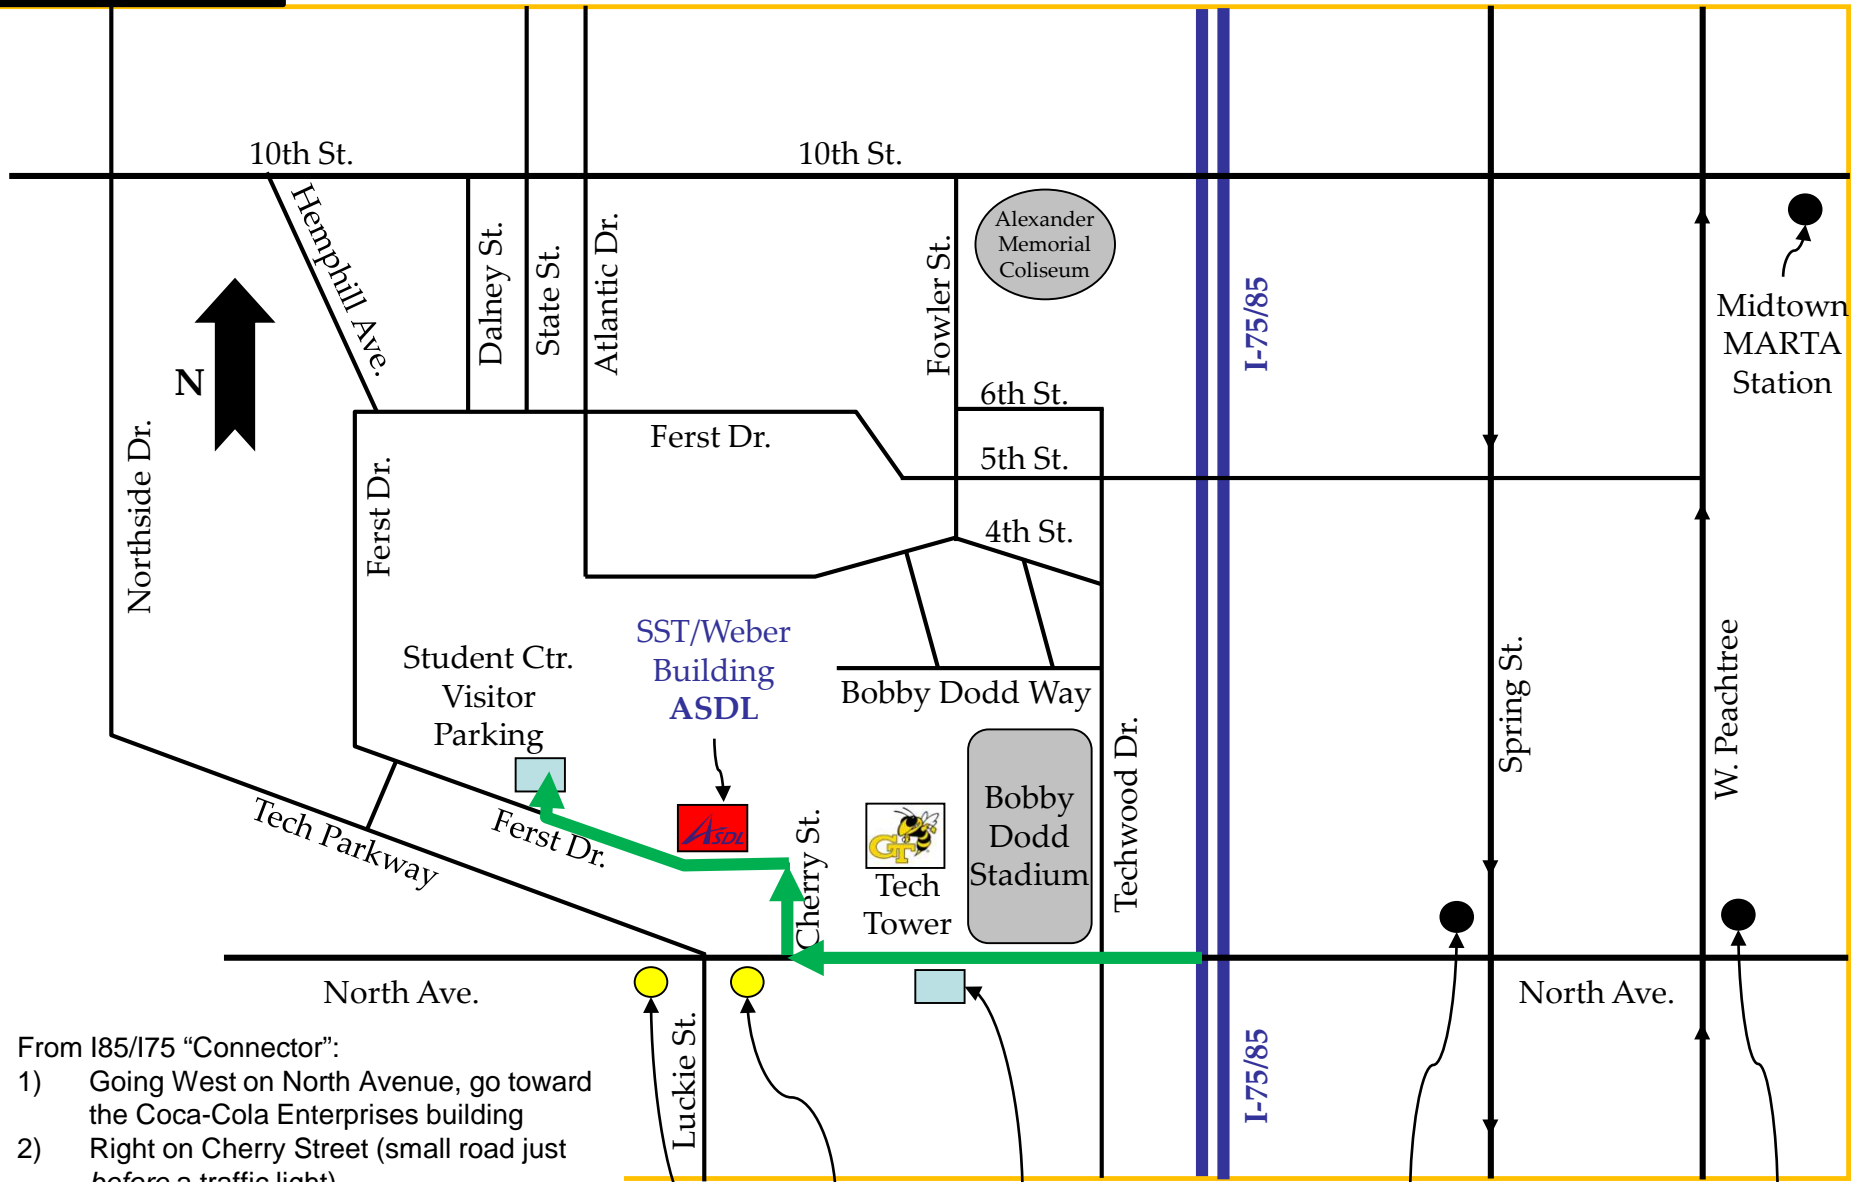 10th St.
10th St.
Hemphill Ave.
Dalney St.
State St.
Atlantic Dr.
Fowler St.
Alexander
Memorial
Coliseum
I-75/85
Midtown
MARTA
Station
N
6th St.
Ferst Dr.
5th St.
Northside Dr.
Ferst Dr.
4th St.
SST/Weber
Building
ASDL
Student Ctr.
Visitor
Parking
Bobby Dodd Way
Spring St.
W. Peachtree
Techwood Dr.
Bobby
Dodd
Stadium
ASDL
GT
Tech
Tower
Cherry St.
Ferst Dr.
Tech Parkway
North Ave.
North Ave.
Luckie St.
I-75/85
From I85/I75 “Connector”:
1) Going West on North Avenue, go toward
the Coca-Cola Enterprises building
2) Right on Cherry Street (small road just
before a traffic light)